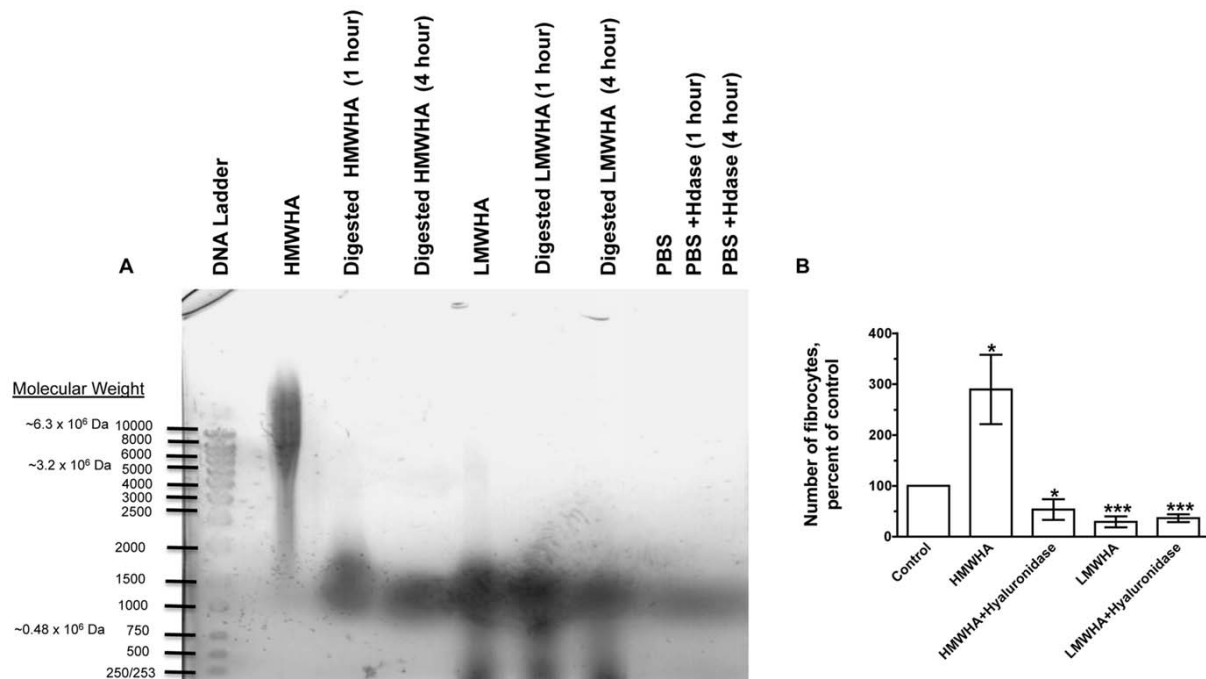 DNA Ladder
HMWHA
Digested HMWHA (1 hour)
Digested HMWHA (4 hour)
LMWHA
Digested LMWHA (1 hour)
Digested LMWHA (4 hour)
PBS
PBS +Hdase (1 hour)
PBS +Hdase (4 hour)
A
Molecular Weight
~6.3 x 10⁶ Da
~3.2 x 10⁶ Da
~0.48 x 10⁶ Da
10000
8000
6000
5000
4000
3000
2500
2000
1500
1000
750
500
250/253
B
Number of fibrocytes,
percent of control
400
300
200
100
0
*
*
***
***
Control
HMWHA
HMWHA+Hyaluronidase
LMWHA
LMWHA+Hyaluronidase